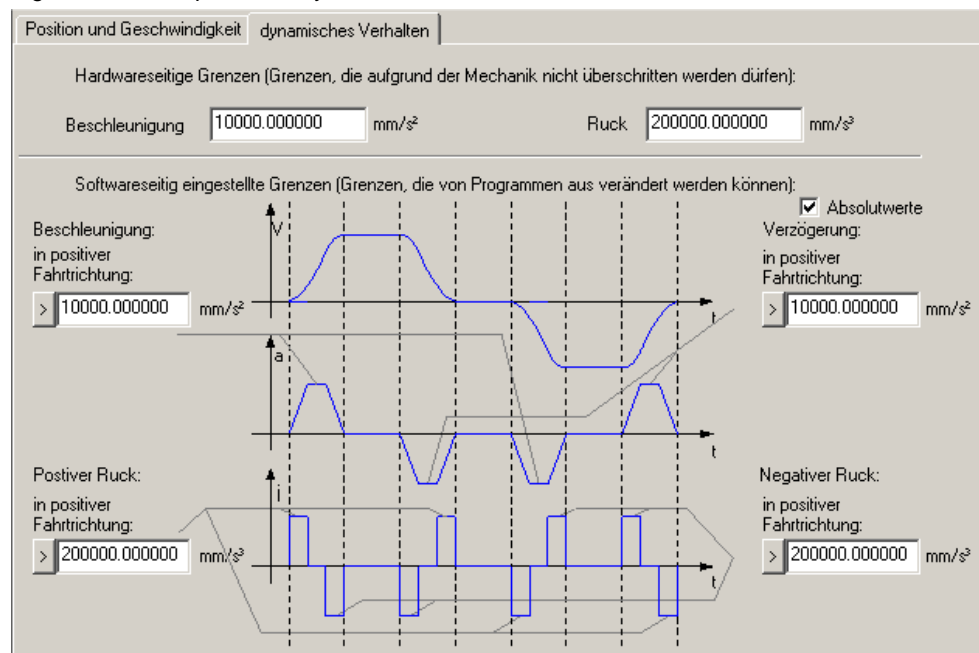 Position und Geschwindigkeit dynamisches Verhalten
Hardwareseitige Grenzen (Grenzen, die aufgrund der Mechanik nicht überschritten werden dürfen):
Beschleunigung 10000.000000 mm/s² Ruck 200000.000000 mm/s³
Softwareseitig eingestellte Grenzen (Grenzen, die von Programmen aus verändert werden können):
Absolutwerte
Beschleunigung:
in positiver
Fahrtrichtung:
> 10000.000000 mm/s²
V
t
Verzögerung:
in positiver
Fahrtrichtung:
> 10000.000000 mm/s²
a
t
Postiver Ruck:
in positiver
Fahrtrichtung:
> 200000.000000 mm/s³
i
t
Negativer Ruck:
in positiver
Fahrtrichtung:
> 200000.000000 mm/s³